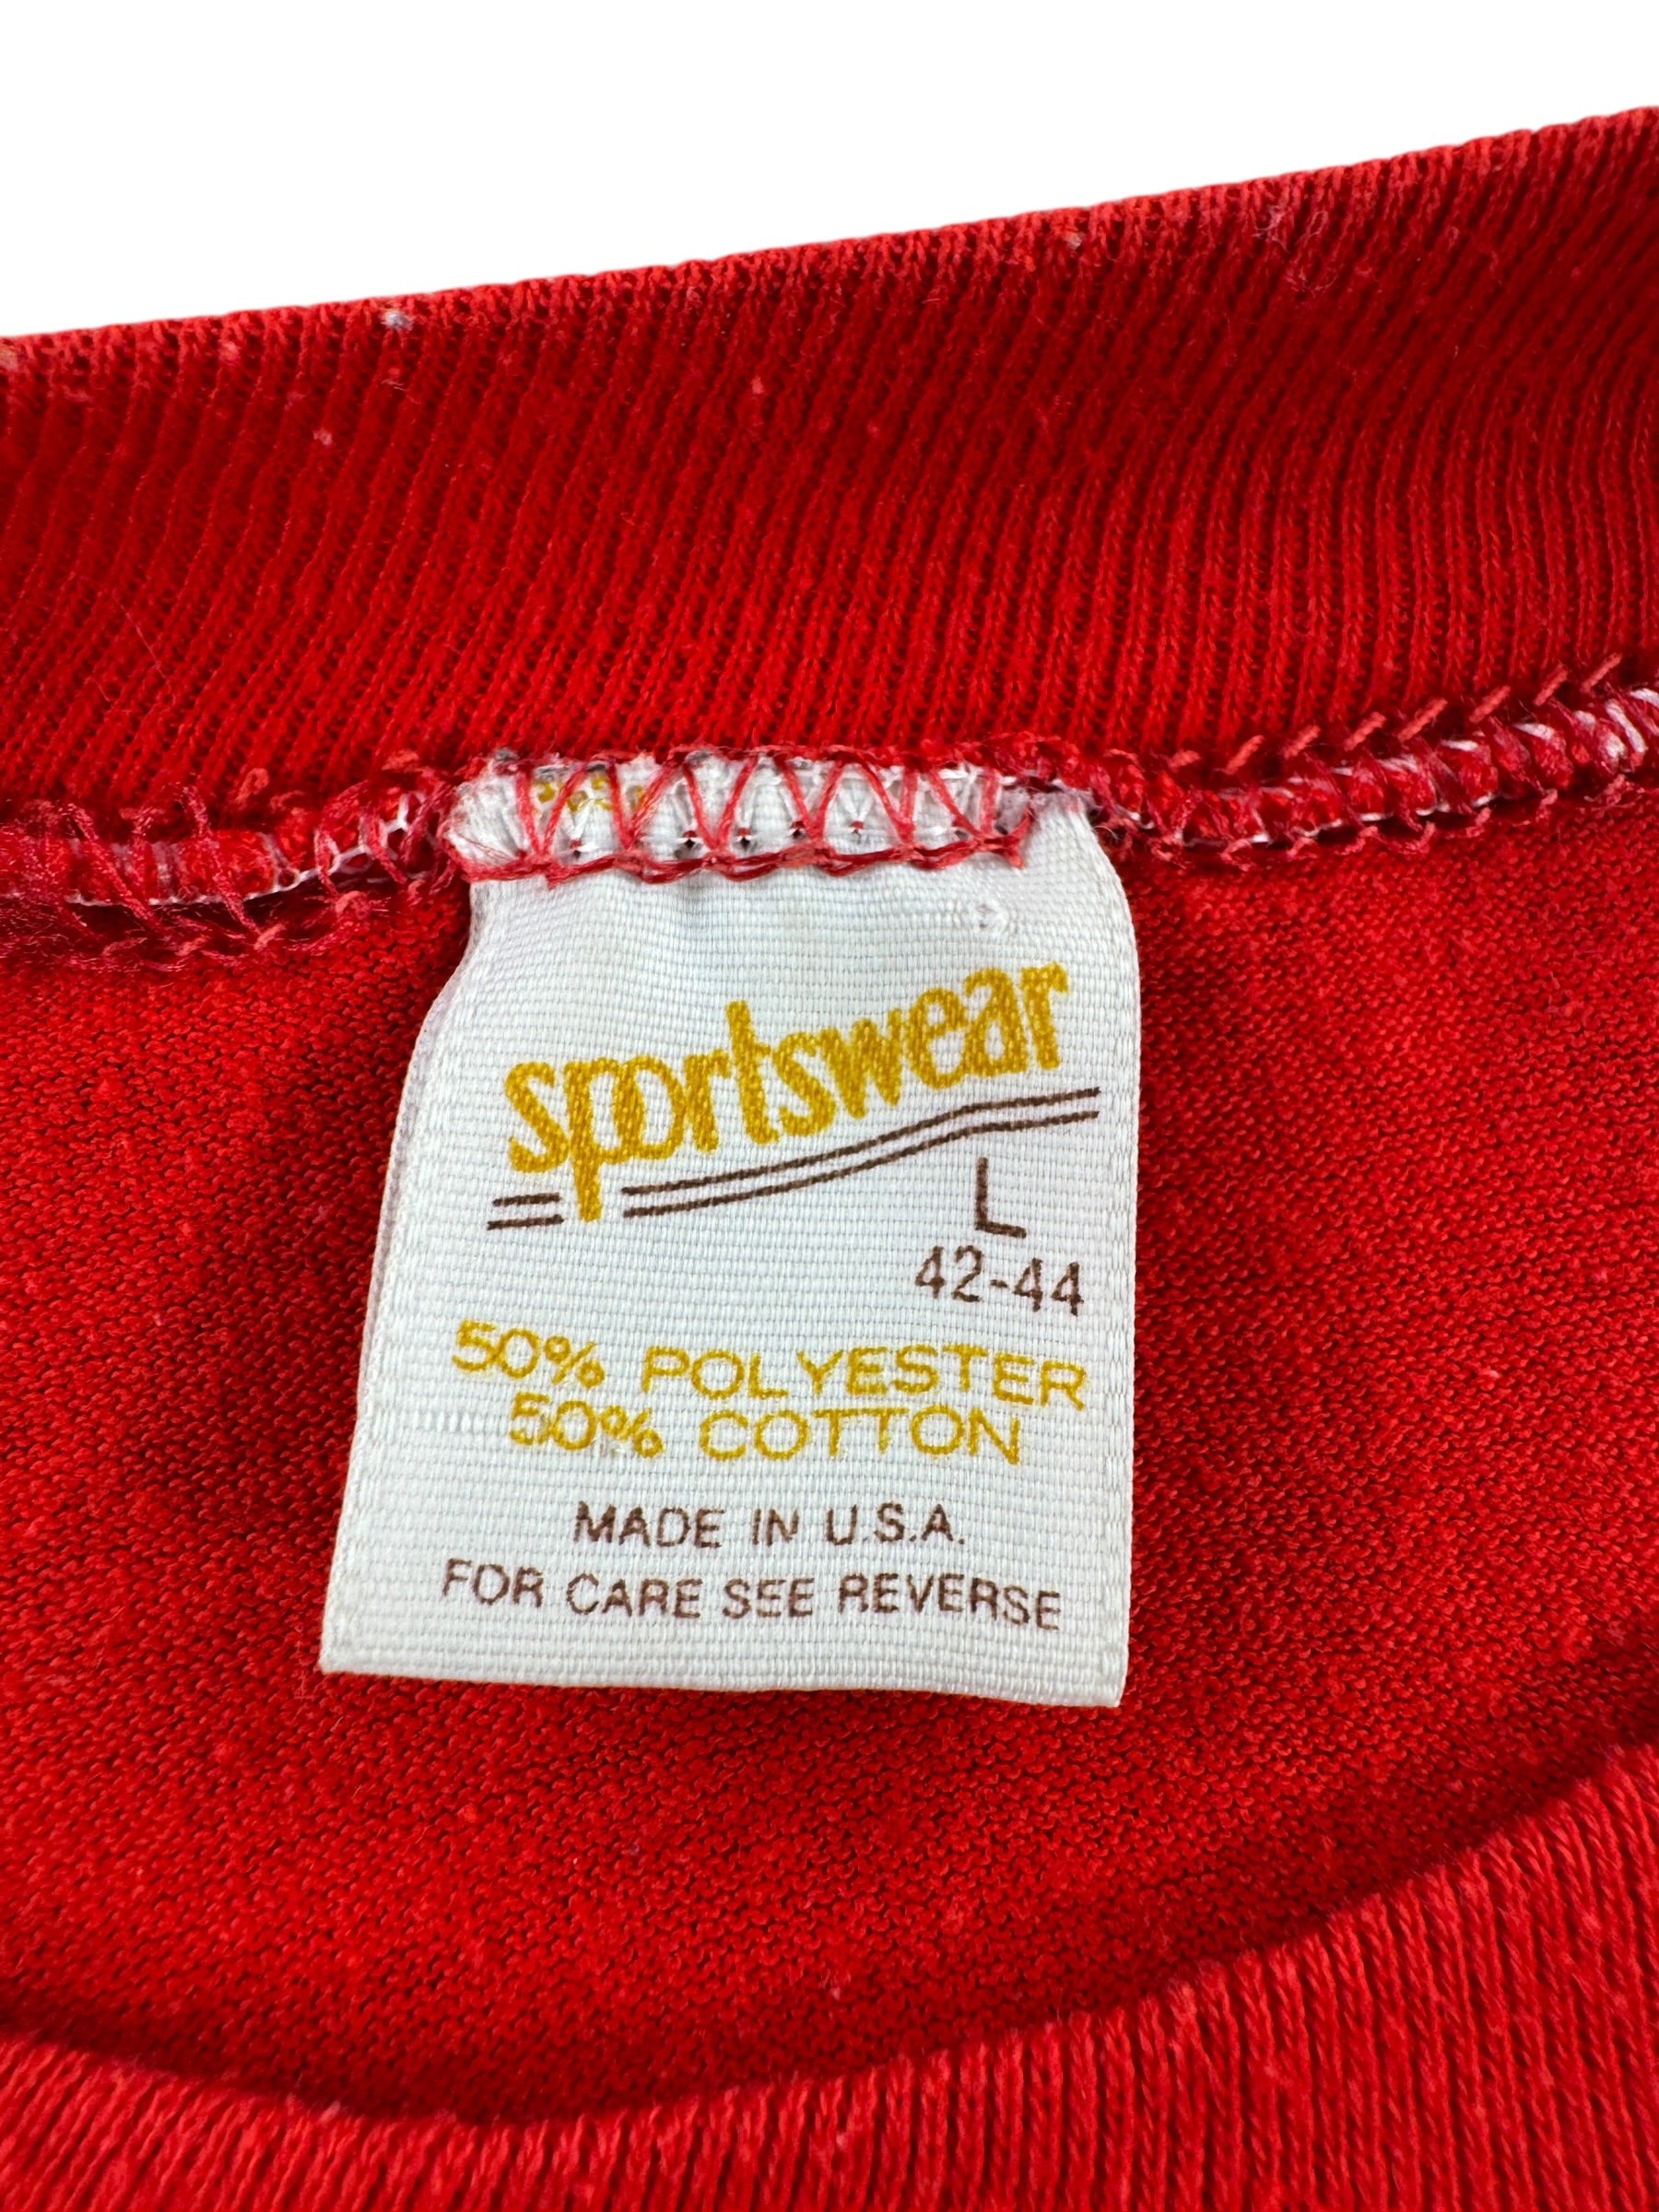 sportswear
L
42-44
50% POLYESTER
50% COTTON
MADE IN U.S.A.
FOR CARE SEE REVERSE